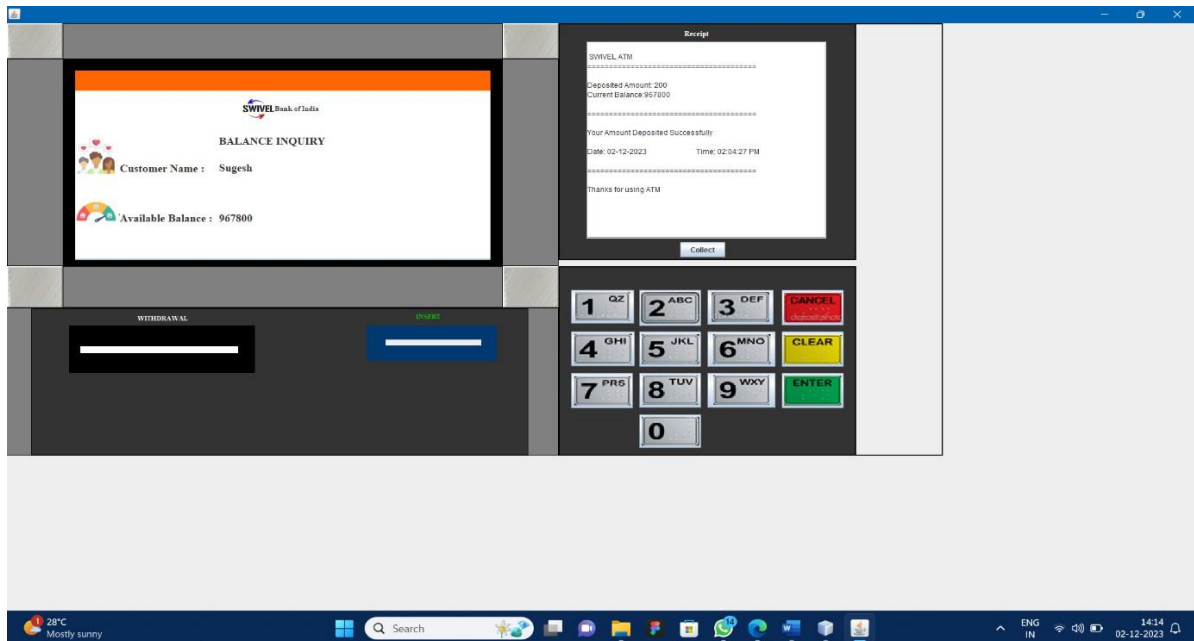 SWIVEL Bank of India
BALANCE INQUIRY
Customer Name : Sugesh
Available Balance : 967800
Receipt
SWIVEL ATM
========================================
Deposited Amount: 200
Current Balance:967800
========================================
Your Amount Deposited Successfully
Date: 02-12-2023 Time: 02:04:27 PM
========================================
Thanks for using ATM
Collect
WITHDRAWAL
INSERT
1 QZ 2 ABC 3 DEF CANCEL
depositphotos
4 GHI 5 JKL 6 MNO CLEAR
7 PRS 8 TUV 9 WXY ENTER
0
1
28°C
Mostly sunny
Search
14
ENG
IN
14:14
02-12-2023